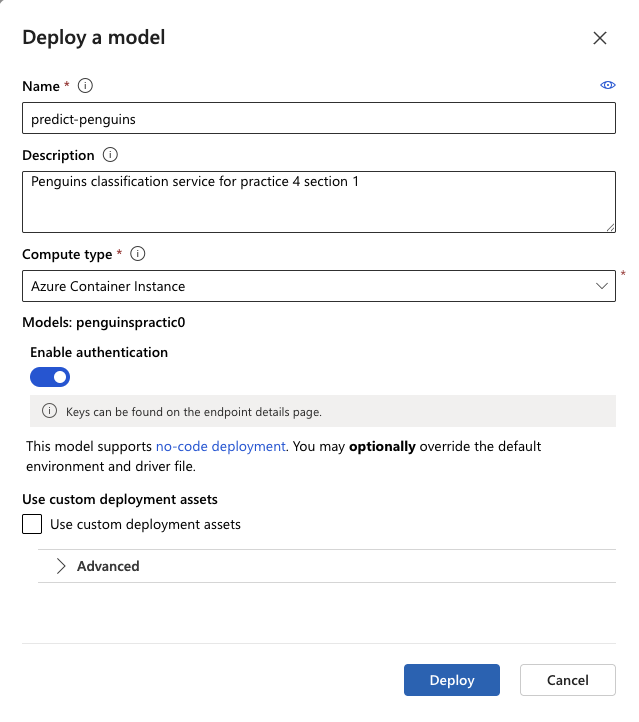 Deploy a model
Name *
predict-penguins
Description
Penguins classification service for practice 4 section 1
Compute type *
Azure Container Instance
*
Models: penguinspractic0
Enable authentication
Keys can be found on the endpoint details page.
This model supports no-code deployment. You may optionally override the default
environment and driver file.
Use custom deployment assets
Use custom deployment assets
Advanced
Deploy
Cancel